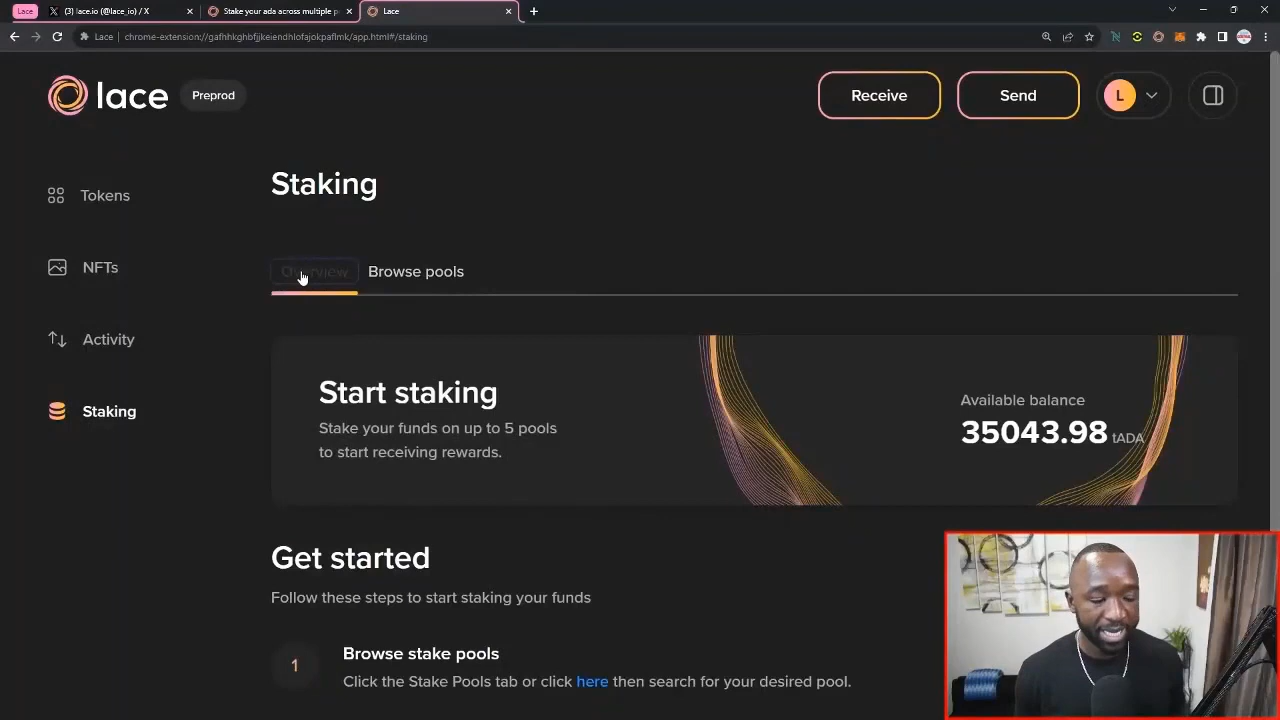 Lace
(3) lace.io (@lace_io) / X
Stake your ada across multiple p
Lace
Lace
chrome-extension://gafhhkghbfjjkeiendhlofajokpaflmk/app.html#/staking
lace
Preprod
Receive
Send
L
Tokens
NFTs
Activity
Staking
Staking
Overview
Browse pools
Start staking
Stake your funds on up to 5 pools
to start receiving rewards.
Available balance
35043.98 tADA
Get started
Follow these steps to start staking your funds
1
Browse stake pools
Click the Stake Pools tab or click here then search for your desired pool.